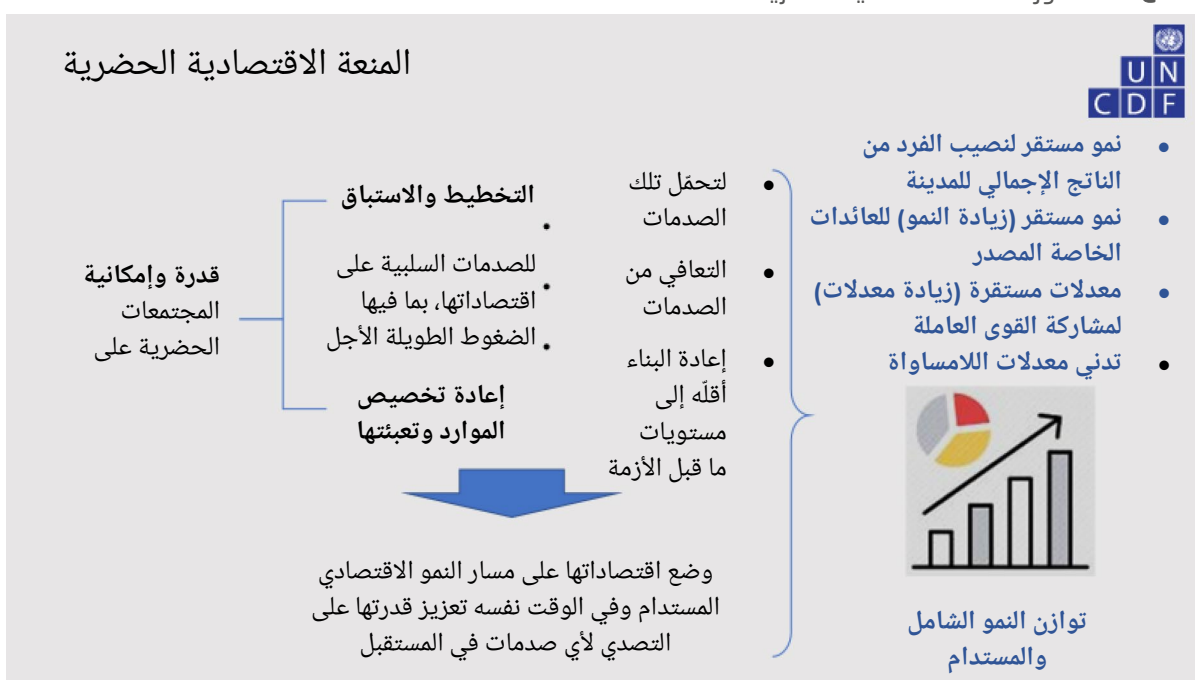 المنعة الاقتصادية الحضرية
U N
C D F
قدرة وإمكانية
المجتمعات
الحضرية على
التخطيط والاستباق
للصدمات السلبية على
اقتصاداتها، بما فيها
الضغوط الطويلة الأجل
إعادة تخصيص
الموارد وتعبئتها
لتحمّل تلك
الصدمات
التعافي من
الصدمات
إعادة البناء
أقلّه إلى
مستويات
ما قبل الأزمة
وضع اقتصاداتها على مسار النمو الاقتصادي
المستدام وفي الوقت نفسه تعزيز قدرتها على
التصدي لأي صدمات في المستقبل
نمو مستقر لنصيب الفرد من
الناتج الإجمالي للمدينة
نمو مستقر (زيادة النمو) للعائدات
الخاصة المصدر
معدلات مستقرة (زيادة معدلات)
لمشاركة القوى العاملة
تدني معدلات اللامساواة
توازن النمو الشامل
والمستدام